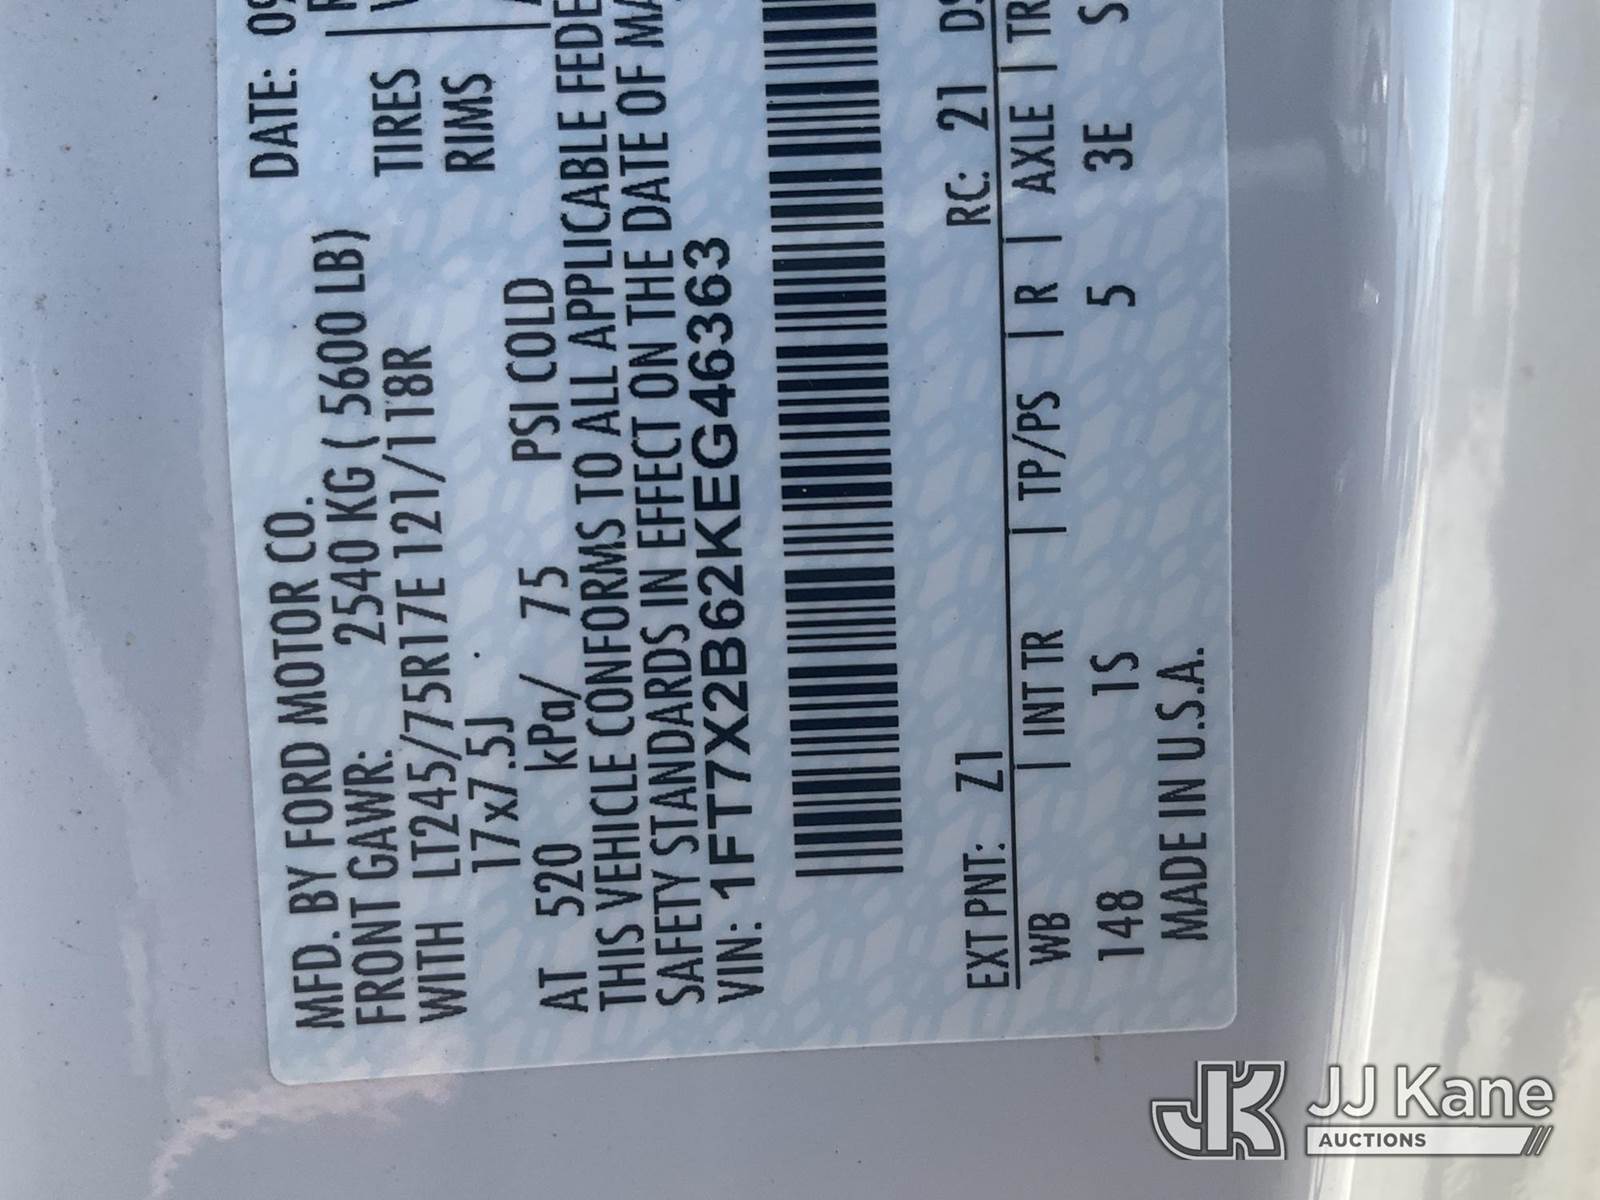 MFD. BY FORD MOTOR CO. DATE: 09
FRONT GAWR:
2540 KG ( 5600 LB)
WITH LT245/75R17E 121/118R TIRES
17x7.5J RIMS
AT 520 kPa/ 75 PSI COLD
THIS VEHICLE CONFORMS TO ALL APPLICABLE FEDE
SAFETY STANDARDS IN EFFECT ON THE DATE OF MA
VIN: 1FT7X2B62KEG46363
EXT PNT: Z1 RC: 21 DS
WB | INT TR | TP/PS | R | AXLE | TR
148 1S 5 3E S
MADE IN U.S.A.
JK JJ Kane
AUCTIONS